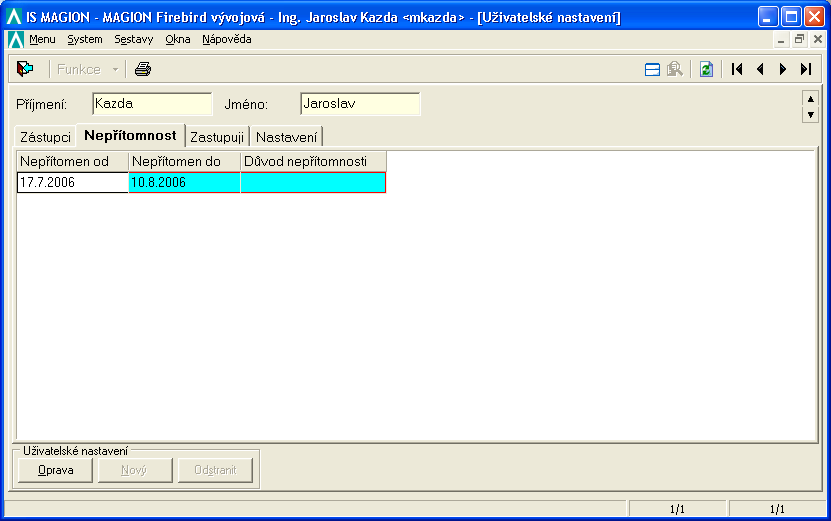 IS MAGION - MAGION Firebird vývojová - Ing. Jaroslav Kazda <mkazda> - [Uživatelské nastavení]
Menu System Sestavy Okna Nápověda
Funkce
Příjmení: Kazda Jméno: Jaroslav
Zástupci Nepřítomnost Zastupuji Nastavení
Nepřítomen od Nepřítomen do Důvod nepřítomnosti
17.7.2006 10.8.2006
Uživatelské nastavení
Oprava Nový Odstranit
1/1 1/1